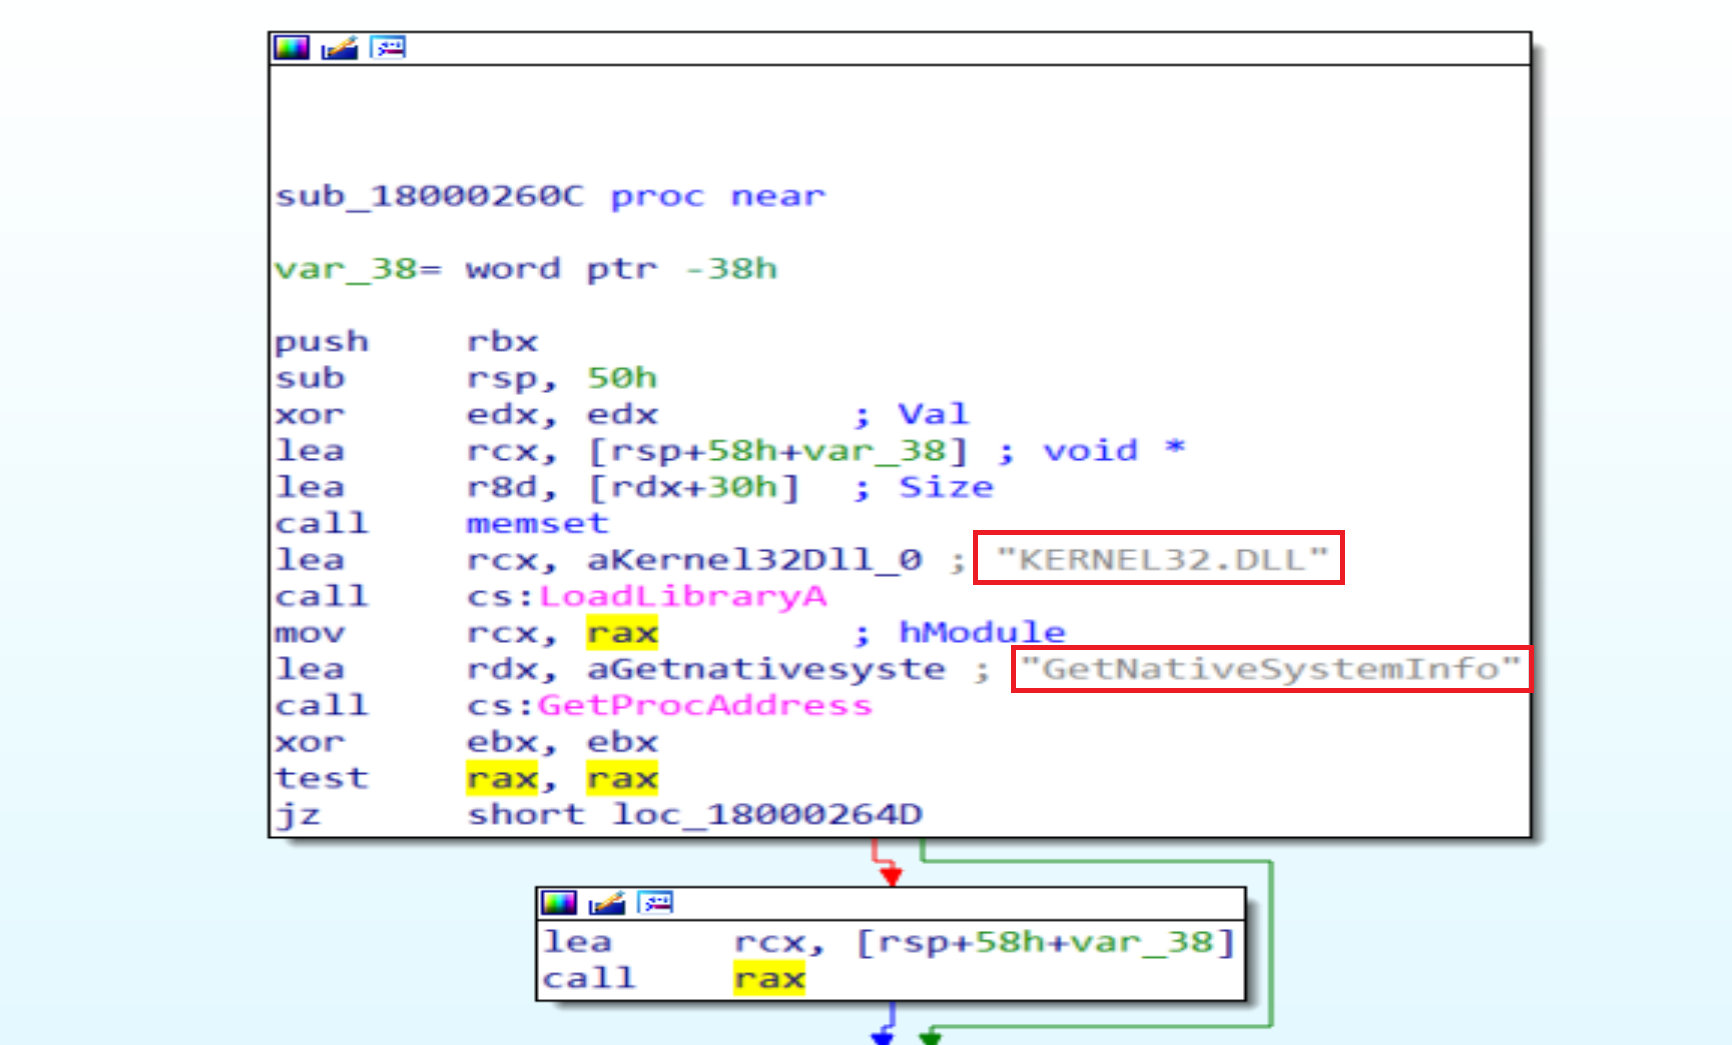 sub_18000260C proc near
var_38= word ptr -38h
push rbx
sub rsp, 50h
xor edx, edx ; Val
lea rcx, [rsp+58h+var_38] ; void *
lea r8d, [rdx+30h] ; Size
call memset
lea rcx, aKernel32Dll_0 ; "KERNEL32.DLL"
call cs:LoadLibraryA
mov rcx, rax ; hModule
lea rdx, aGetnativesyste ; "GetNativeSystemInfo"
call cs:GetProcAddress
xor ebx, ebx
test rax, rax
jz short loc_18000264D
lea rcx, [rsp+58h+var_38]
call rax